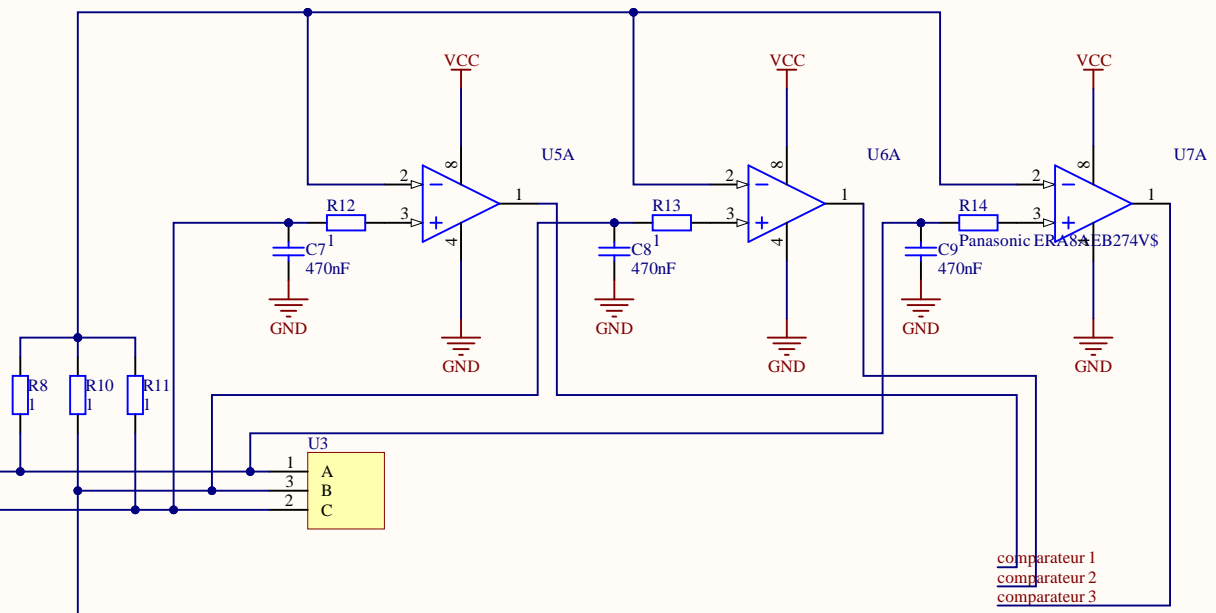 VCC
VCC
VCC
U5A
U6A
U7A
8
8
8
2
2
2
1
1
1
R12
R13
R14
3
3
3
1
1
Panasonic ERA8AEB274V$
4
4
4
C7
470nF
C8
470nF
C9
470nF
GND
GND
GND
GND
GND
GND
R8
1
R10
1
R11
1
U3
1
A
3
B
2
C
comparateur 1
comparateur 2
comparateur 3